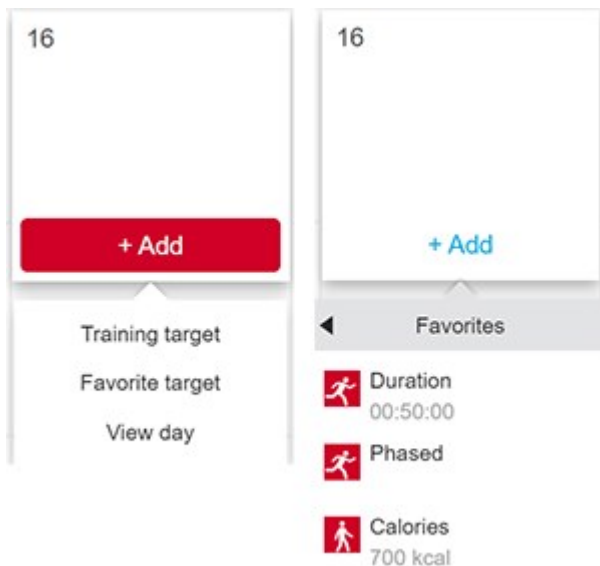 16
+ Add
Training target
Favorite target
View day
16
+ Add
Favorites
Duration
00:50:00
Phased
Calories
700 kcal